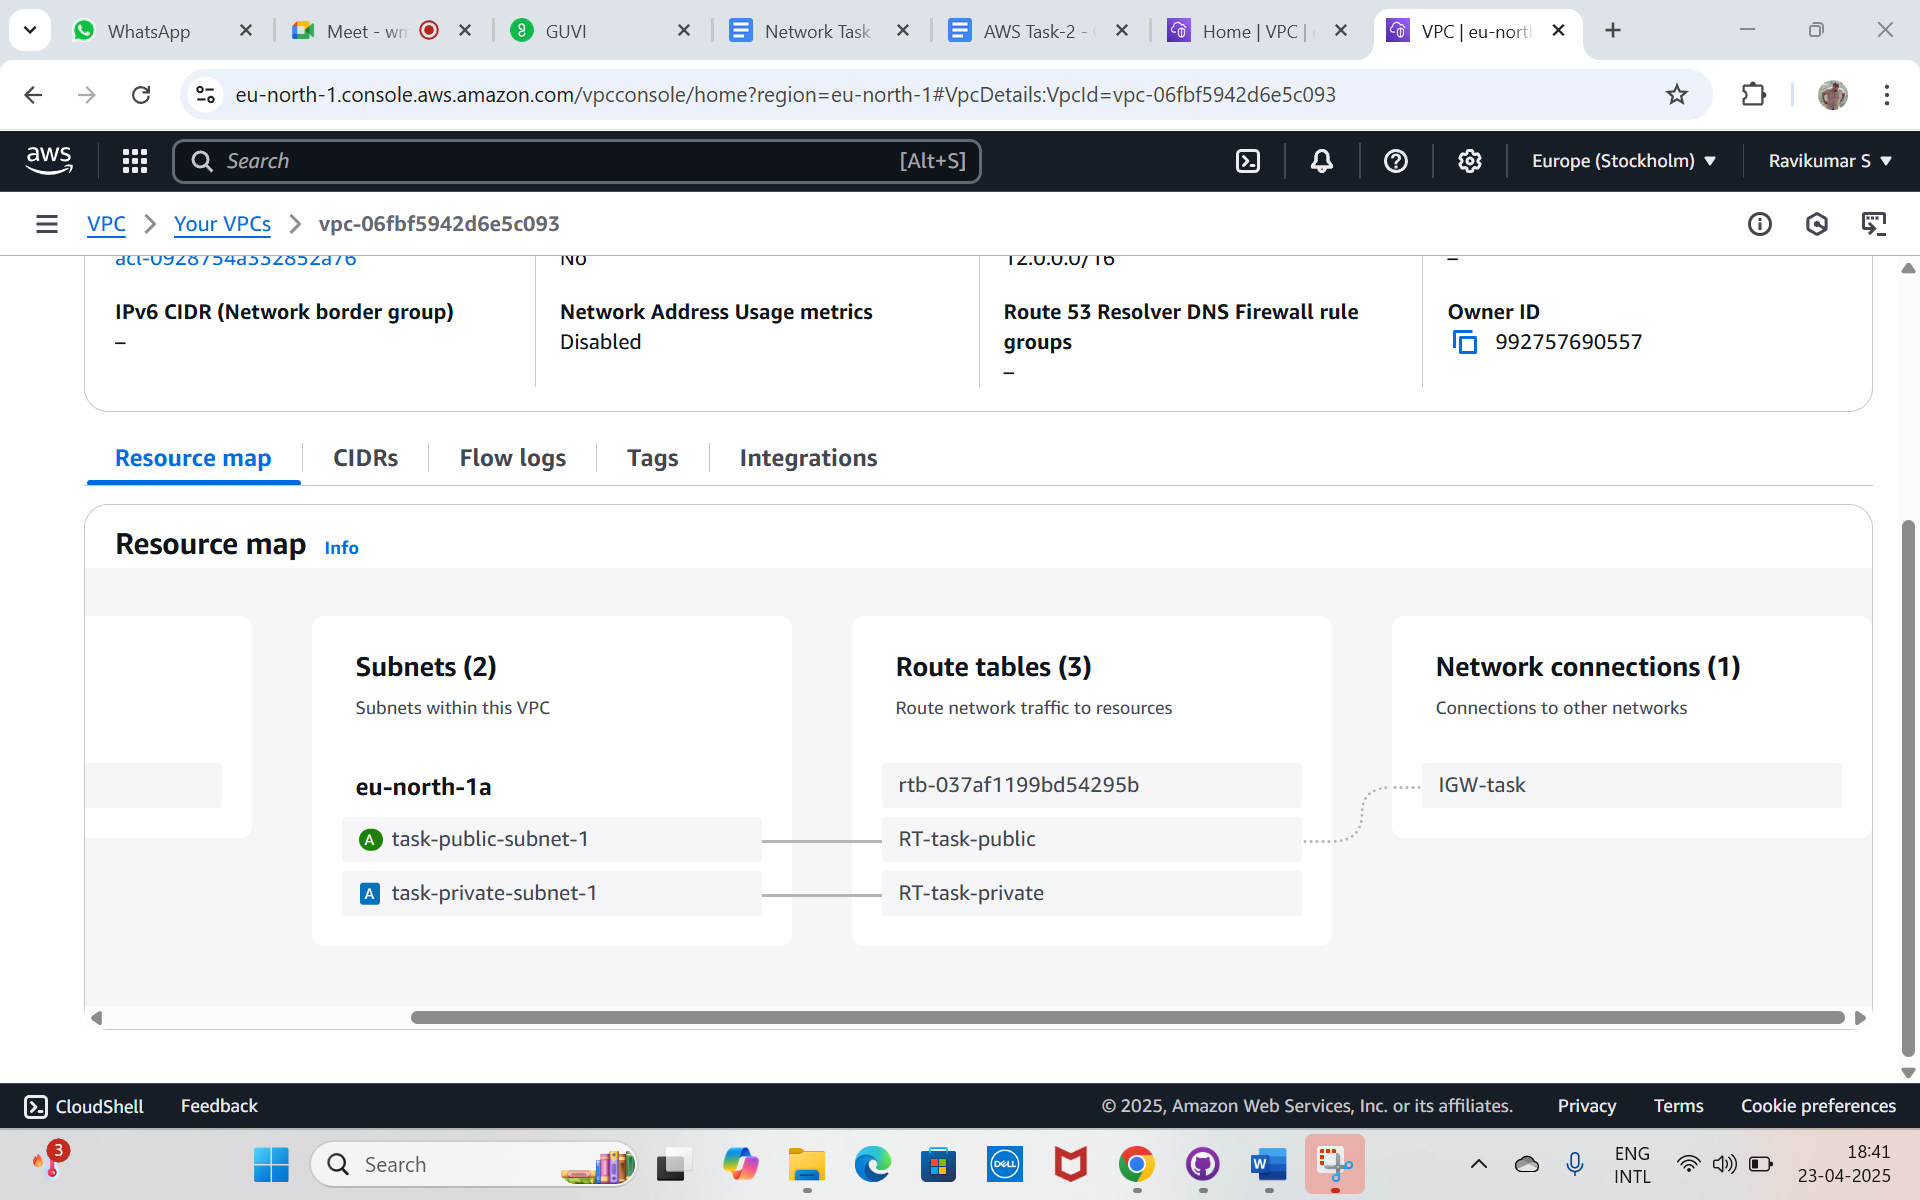 WhatsApp
Meet - wm
GUVI
Network Task
AWS Task-2 -
Home | VPC |
VPC | eu-nort
eu-north-1.console.aws.amazon.com/vpcconsole/home?region=eu-north-1#VpcDetails:VpcId=vpc-06fbf5942d6e5c093
aws
Search
[Alt+S]
Europe (Stockholm)
Ravikumar S
VPC
Your VPCs
vpc-06fbf5942d6e5c093
acl-0928754a332852a76
No
12.0.0.0/16
–
IPv6 CIDR (Network border group)
–
Network Address Usage metrics
Disabled
Route 53 Resolver DNS Firewall rule
groups
–
Owner ID
992757690557
Resource map
CIDRs
Flow logs
Tags
Integrations
Resource map Info
Subnets (2)
Subnets within this VPC
eu-north-1a
A task-public-subnet-1
A task-private-subnet-1
Route tables (3)
Route network traffic to resources
rtb-037af1199bd54295b
RT-task-public
RT-task-private
Network connections (1)
Connections to other networks
IGW-task
CloudShell
Feedback
© 2025, Amazon Web Services, Inc. or its affiliates.
Privacy
Terms
Cookie preferences
3
Search
DELL
W
ENG
INTL
18:41
23-04-2025